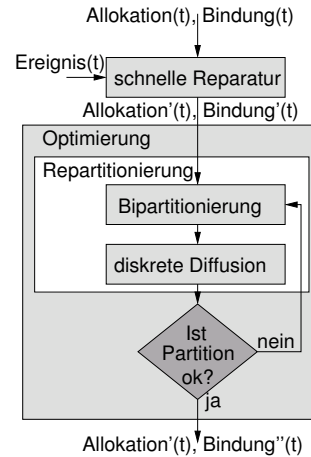 Allokation(t), Bindung(t)
Ereignis(t)
schnelle Reparatur
Allokation'(t), Bindung'(t)
Optimierung
Repartitionierung
Bipartitionierung
diskrete Diffusion
Ist
Partition
ok?
nein
ja
Allokation'(t), Bindung''(t)